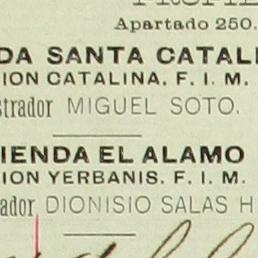 Apartado 250.
DA SANTA CATALI
ION CATALINA, F. I. M.
strador MIGUEL SOTO.
IENDA EL ALAMO
ION YERBANIS. F. I. M.
ador DIONISIO SALAS H